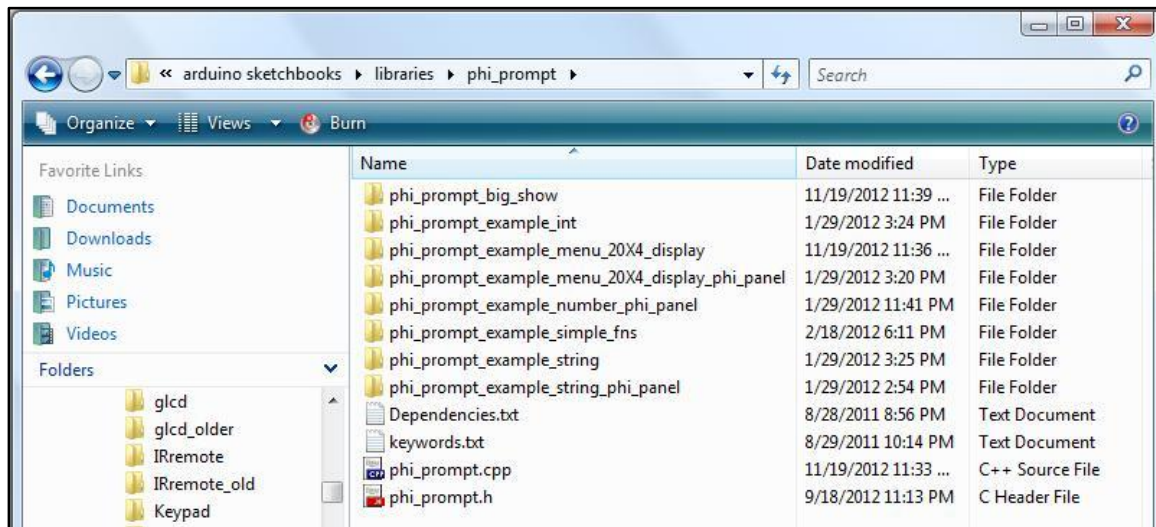 « arduino sketchbooks ▸ libraries ▸ phi_prompt ▸ Search
Organize Views Burn
Favorite Links
Documents
Downloads
Music
Pictures
Videos
Folders
glcd
glcd_older
IRremote
IRremote_old
Keypad
Name Date modified Type
phi_prompt_big_show 11/19/2012 11:39 ... File Folder
phi_prompt_example_int 1/29/2012 3:24 PM File Folder
phi_prompt_example_menu_20X4_display 11/19/2012 11:36 ... File Folder
phi_prompt_example_menu_20X4_display_phi_panel 1/29/2012 3:20 PM File Folder
phi_prompt_example_number_phi_panel 1/29/2012 11:41 PM File Folder
phi_prompt_example_simple_fns 2/18/2012 6:11 PM File Folder
phi_prompt_example_string 1/29/2012 3:25 PM File Folder
phi_prompt_example_string_phi_panel 1/29/2012 2:54 PM File Folder
Dependencies.txt 8/28/2011 8:56 PM Text Document
keywords.txt 8/29/2011 10:14 PM Text Document
phi_prompt.cpp 11/19/2012 11:33 ... C++ Source File
phi_prompt.h 9/18/2012 11:13 PM C Header File